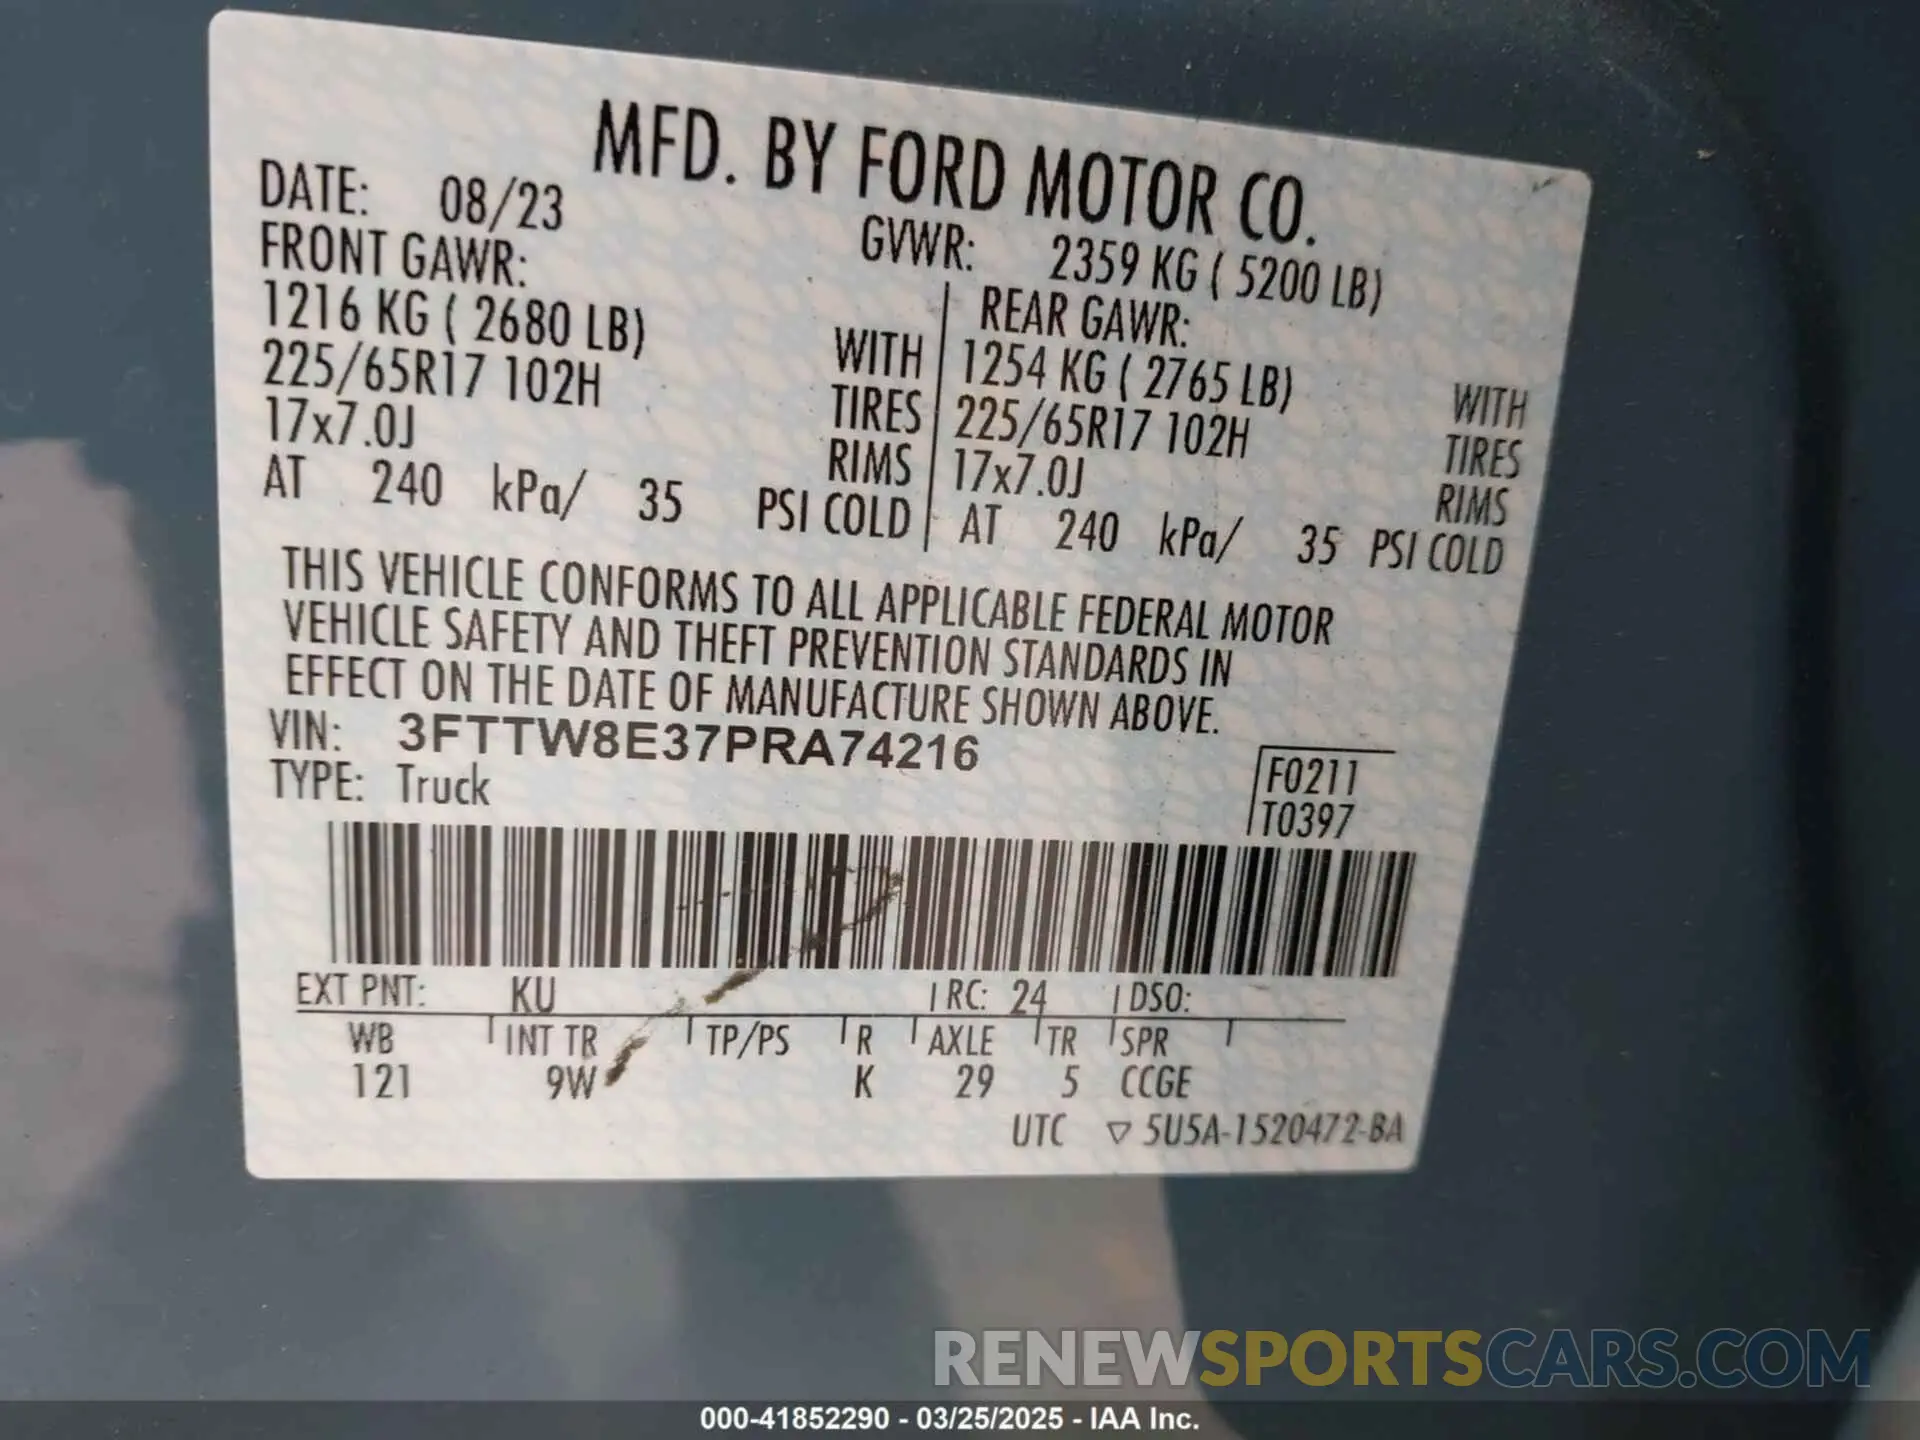 MFD. BY FORD MOTOR CO.
DATE: 08/23 GVWR: 2359 KG ( 5200 LB)
FRONT GAWR: REAR GAWR:
1216 KG ( 2680 LB) WITH 1254 KG ( 2765 LB) WITH
225/65R17 102H TIRES 225/65R17 102H TIRES
17x7.0J RIMS 17x7.0J RIMS
AT 240 kPa/ 35 PSI COLD AT 240 kPa/ 35 PSI COLD
THIS VEHICLE CONFORMS TO ALL APPLICABLE FEDERAL MOTOR
VEHICLE SAFETY AND THEFT PREVENTION STANDARDS IN
EFFECT ON THE DATE OF MANUFACTURE SHOWN ABOVE.
VIN: 3FTTW8E37PRA74216
TYPE: Truck
F0211
T0397
EXT PNT: KU RC: 24 DSO:
WB INT TR TP/PS R AXLE TR SPR
121 9W K 29 5 CCGE
UTC ▽ 5U5A-1520472-BA
RENEWSPORTSCARS.COM
000-41852290 - 03/25/2025 - IAA Inc.